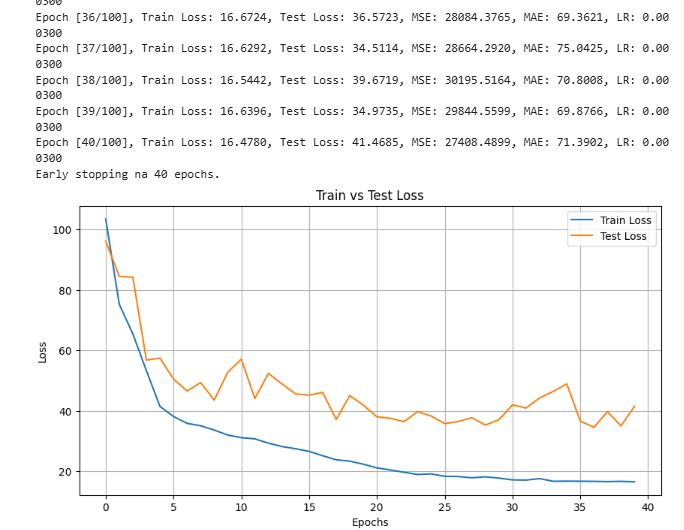 0300
Epoch [36/100], Train Loss: 16.6724, Test Loss: 36.5723, MSE: 28084.3765, MAE: 69.3621, LR: 0.00
0300
Epoch [37/100], Train Loss: 16.6292, Test Loss: 34.5114, MSE: 28664.2920, MAE: 75.0425, LR: 0.00
0300
Epoch [38/100], Train Loss: 16.5442, Test Loss: 39.6719, MSE: 30195.5164, MAE: 70.8008, LR: 0.00
0300
Epoch [39/100], Train Loss: 16.6396, Test Loss: 34.9735, MSE: 29844.5599, MAE: 69.8766, LR: 0.00
0300
Epoch [40/100], Train Loss: 16.4780, Test Loss: 41.4685, MSE: 27408.4899, MAE: 71.3902, LR: 0.00
0300
Early stopping na 40 epochs.
Train vs Test Loss
Train Loss
Test Loss
100
80
60
40
20
Loss
0 5 10 15 20 25 30 35 40
Epochs